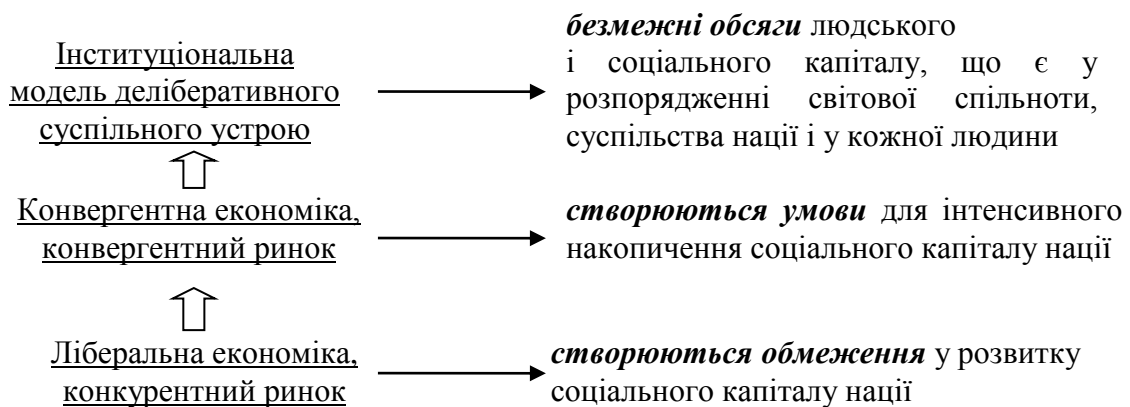 Інституціональна
модель деліберативного
суспільного устрою
безмежні обсяги людського
і соціального капіталу, що є у
розпорядженні світової спільноти,
суспільства нації і у кожної людини
Конвергентна економіка,
конвергентний ринок
створюються умови для інтенсивного
накопичення соціального капіталу нації
Ліберальна економіка,
конкурентний ринок
створюються обмеження у розвитку
соціального капіталу нації